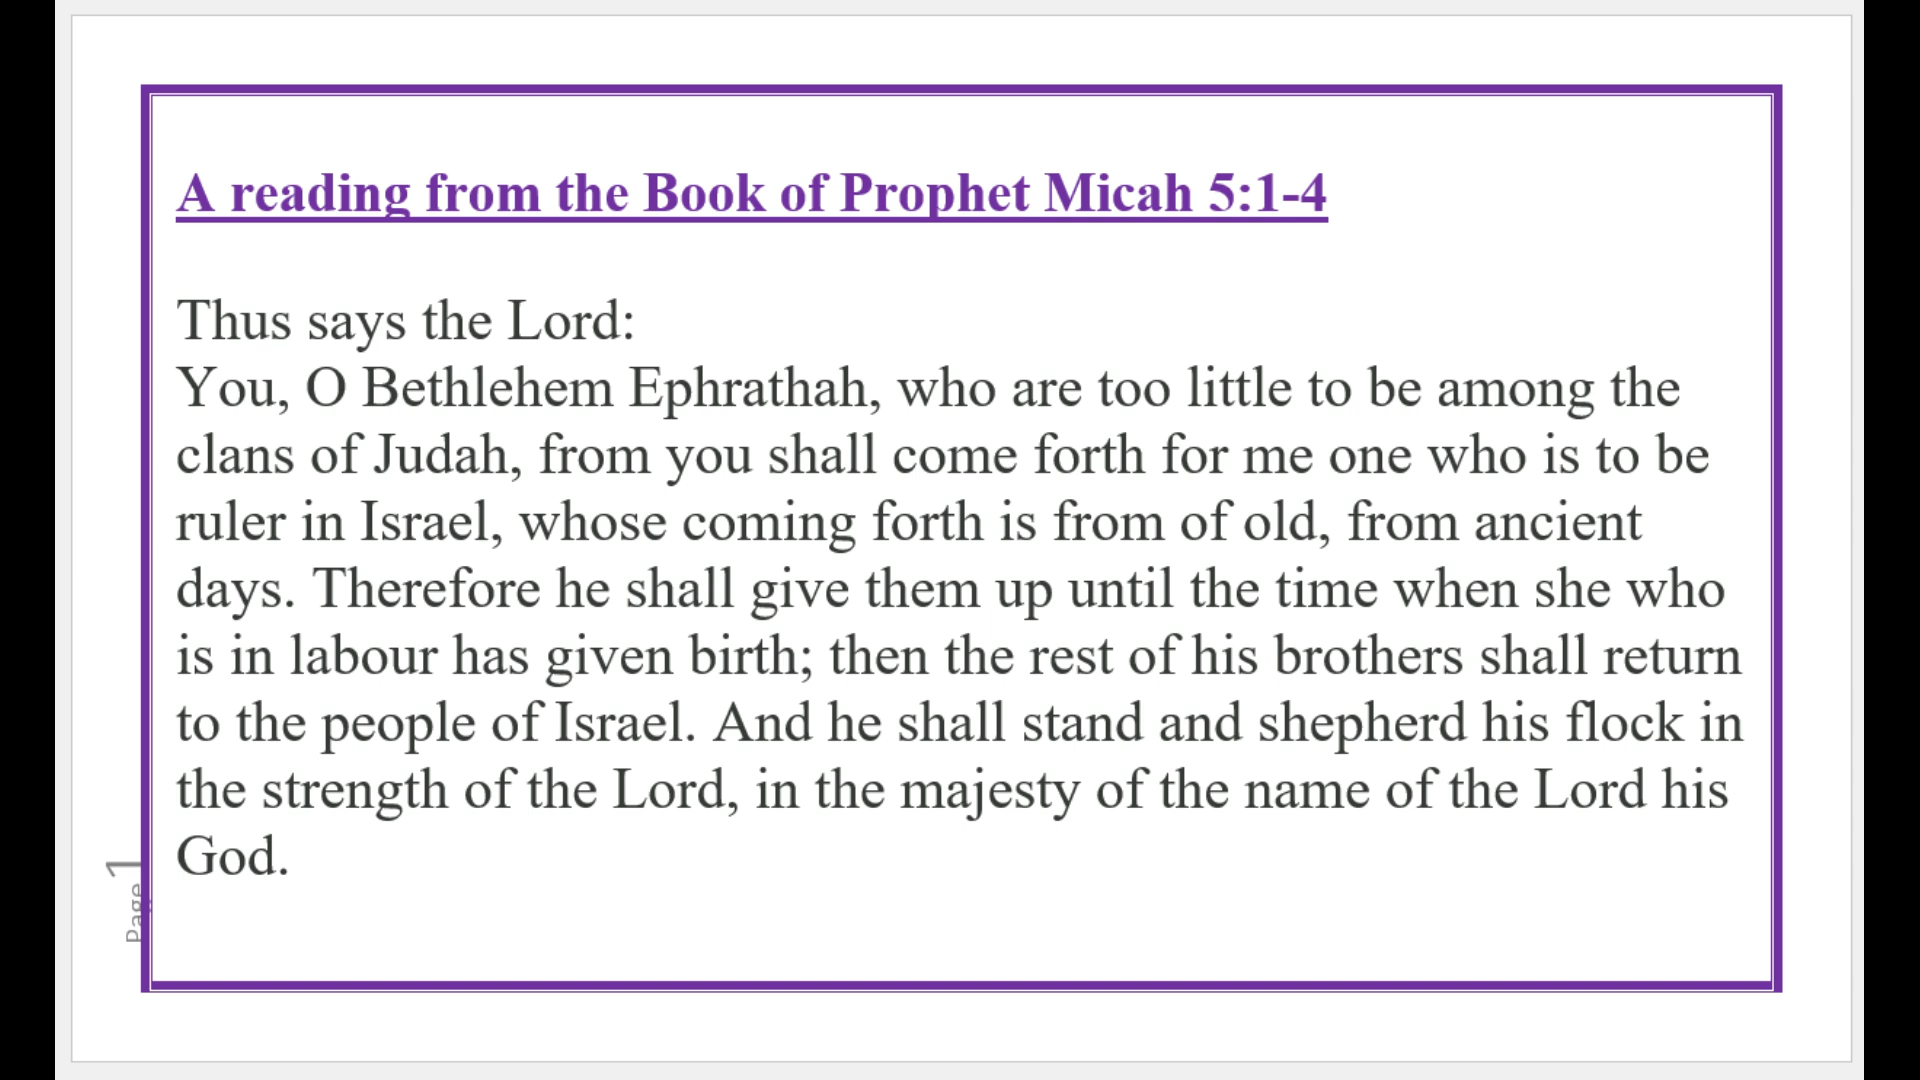 A reading from the Book of Prophet Micah 5:1-4
Thus says the Lord:
You, O Bethlehem Ephrathah, who are too little to be among the
clans of Judah, from you shall come forth for me one who is to be
ruler in Israel, whose coming forth is from of old, from ancient
days. Therefore he shall give them up until the time when she who
is in labour has given birth; then the rest of his brothers shall return
to the people of Israel. And he shall stand and shepherd his flock in
the strength of the Lord, in the majesty of the name of the Lord his
God.
Page 1